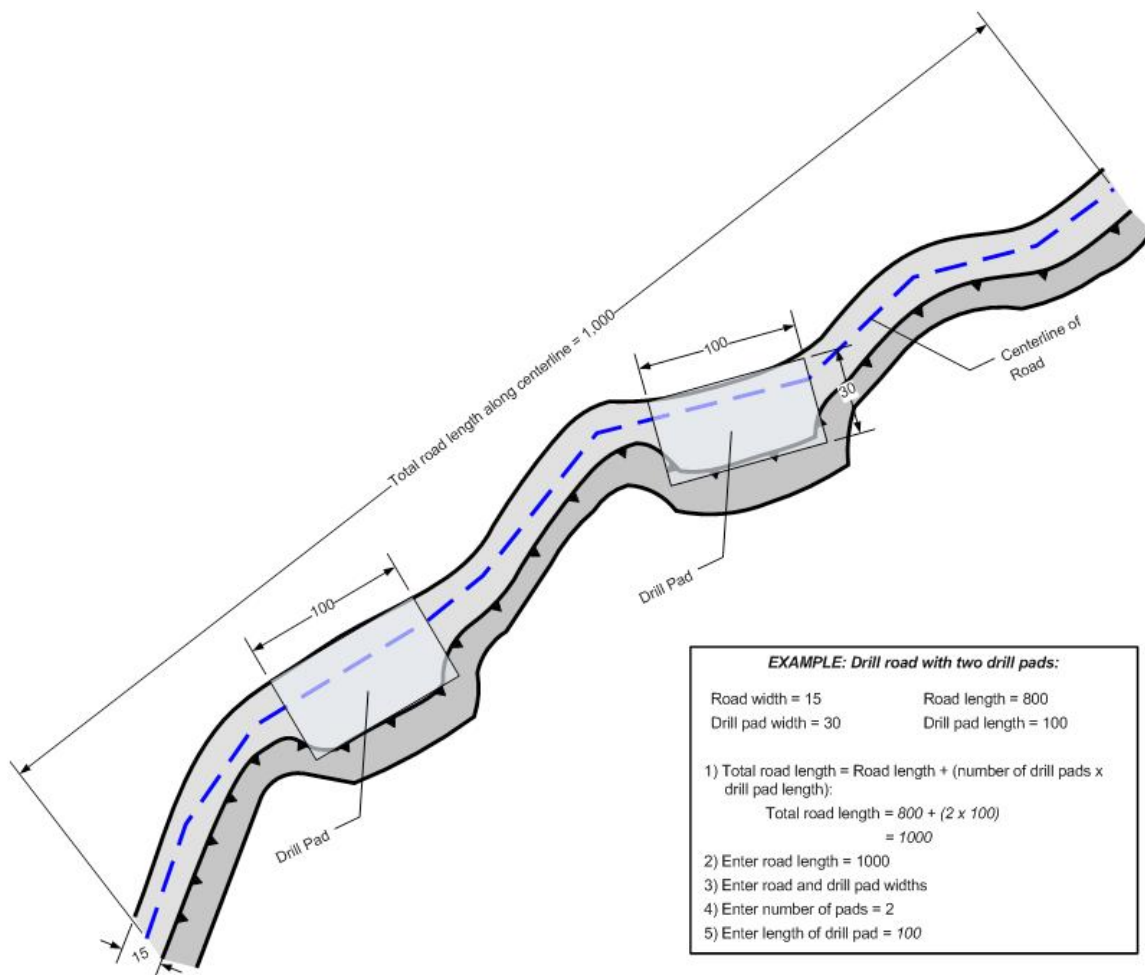 Total road length along centerline = 1,000
100
30
Centerline of
Road
Drill Pad
100
Drill Pad
15
EXAMPLE: Drill road with two drill pads:
Road width = 15 Road length = 800
Drill pad width = 30 Drill pad length = 100
1) Total road length = Road length + (number of drill pads x
drill pad length):
Total road length = 800 + (2 x 100)
= 1000
2) Enter road length = 1000
3) Enter road and drill pad widths
4) Enter number of pads = 2
5) Enter length of drill pad = 100